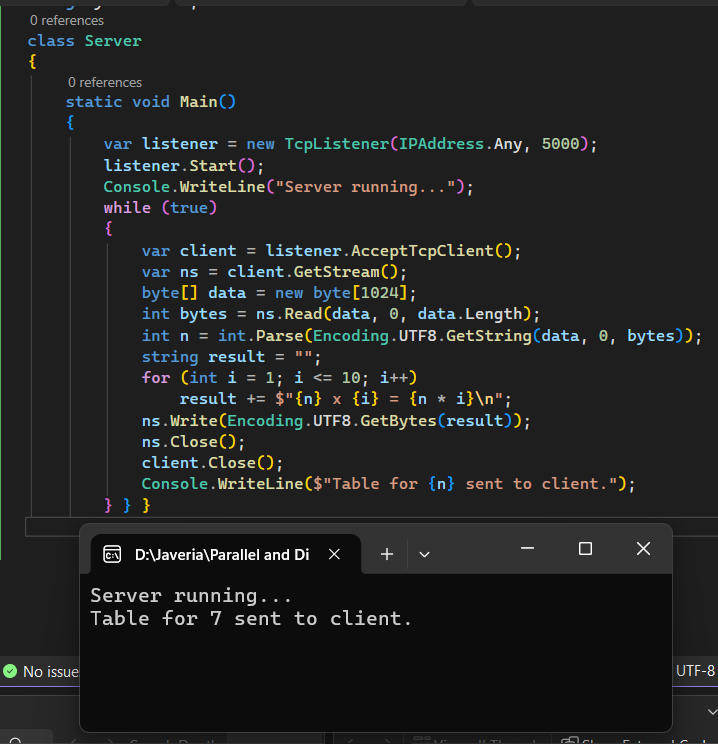 0 references
class Server
{
0 references
static void Main()
{
var listener = new TcpListener(IPAddress.Any, 5000);
listener.Start();
Console.WriteLine("Server running...");
while (true)
{
var client = listener.AcceptTcpClient();
var ns = client.GetStream();
byte[] data = new byte[1024];
int bytes = ns.Read(data, 0, data.Length);
int n = int.Parse(Encoding.UTF8.GetString(data, 0, bytes));
string result = "";
for (int i = 1; i <= 10; i++)
result += $"{n} x {i} = {n * i}\n";
ns.Write(Encoding.UTF8.GetBytes(result));
ns.Close();
client.Close();
Console.WriteLine($"Table for {n} sent to client.");
} } }
D:\Javeria\Parallel and Di
Server running...
Table for 7 sent to client.
No issue
UTF-8